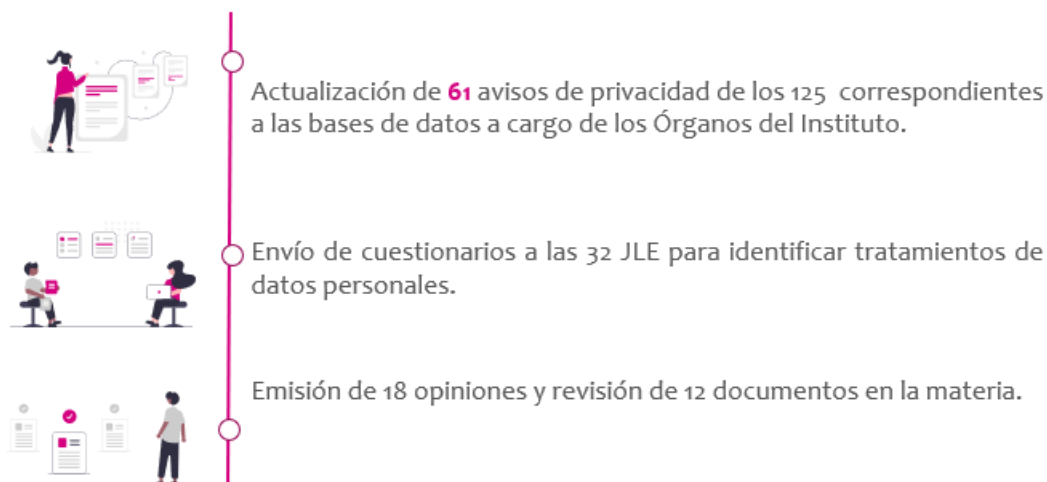 Actualización de 61 avisos de privacidad de los 125 correspondientes
a las bases de datos a cargo de los Órganos del Instituto.
Envío de cuestionarios a las 32 JLE para identificar tratamientos de
datos personales.
Emisión de 18 opiniones y revisión de 12 documentos en la materia.